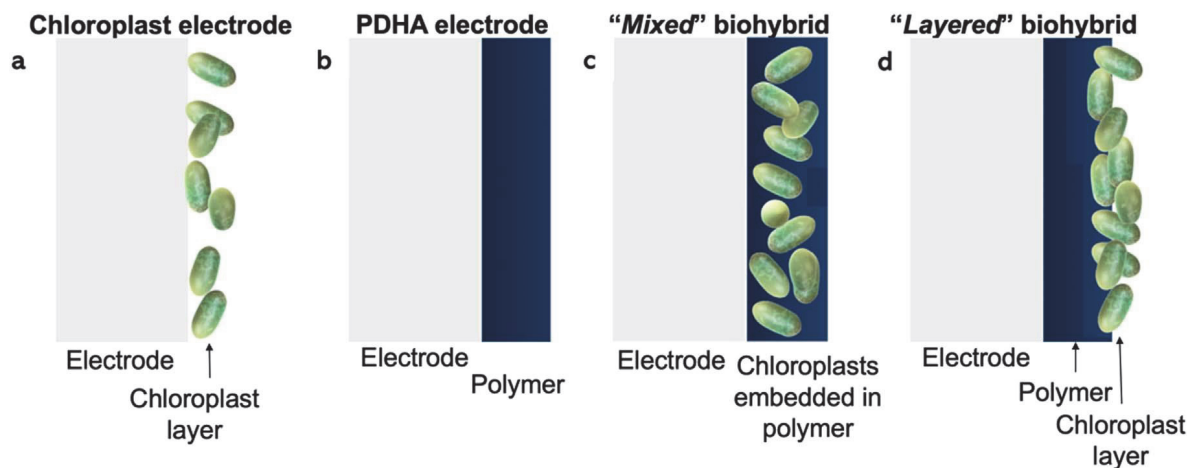 Chloroplast electrode
a
Electrode
Chloroplast
layer
PDHA electrode
b
Electrode
Polymer
“Mixed” biohybrid
c
Electrode
Chloroplasts
embedded in
polymer
“Layered” biohybrid
d
Electrode
Polymer
Chloroplast
layer